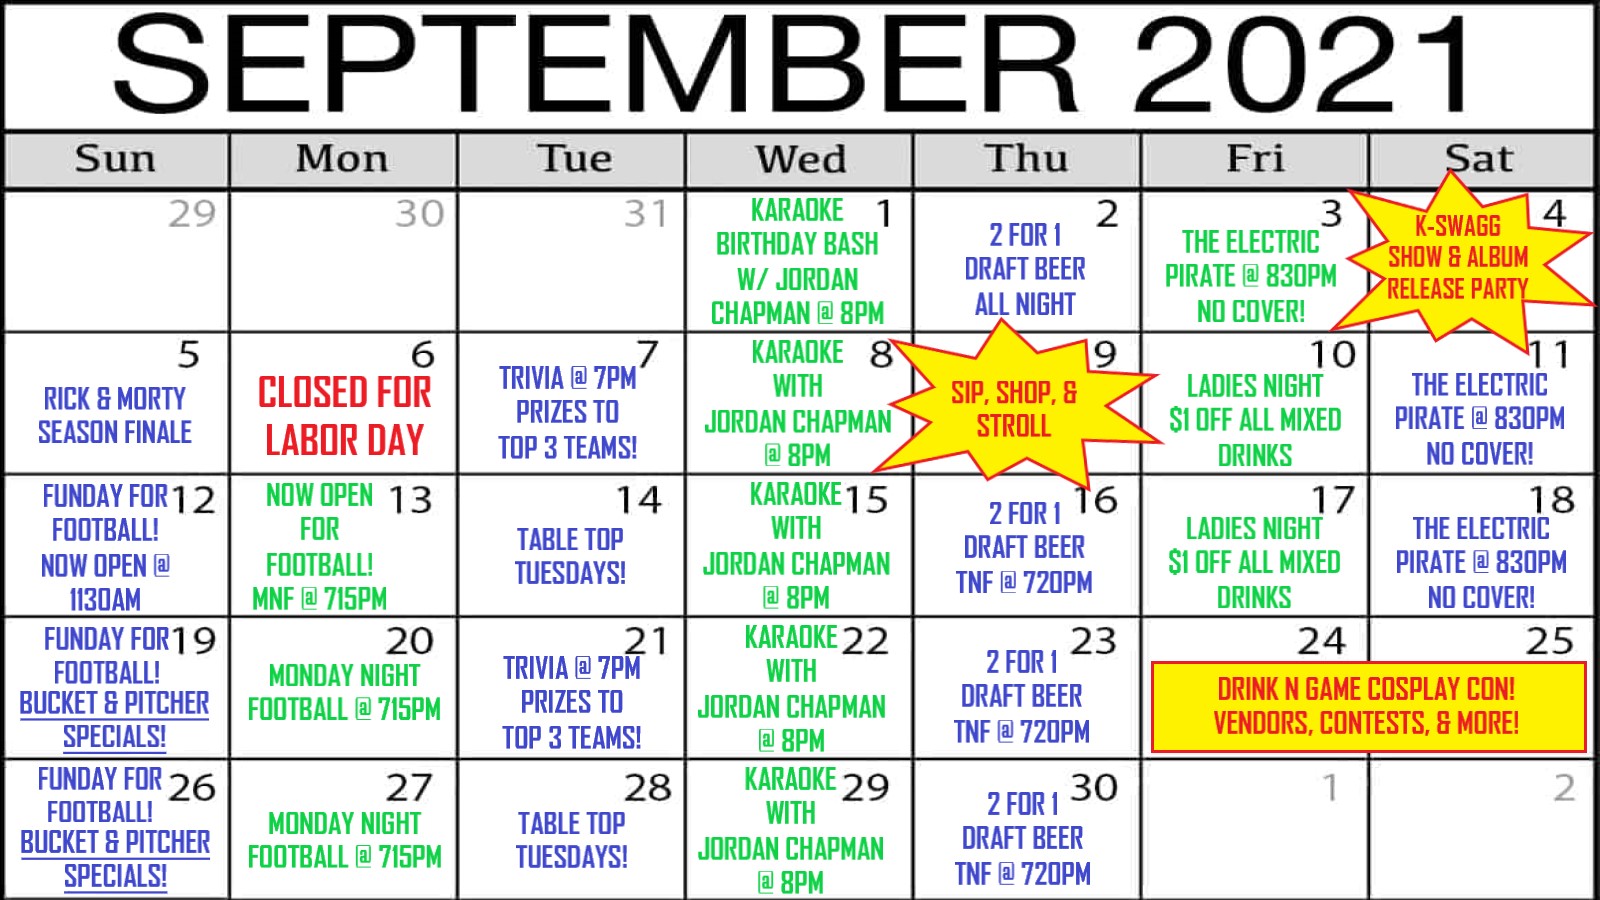 SEPTEMBER 2021
Sun Mon Tue Wed Thu Fri Sat
29
30
31
1
KARAOKE
BIRTHDAY BASH
W/ JORDAN
CHAPMAN @ 8PM
2
2 FOR 1
DRAFT BEER
ALL NIGHT
3
THE ELECTRIC
PIRATE @ 830PM
NO COVER!
4
K-SWAGG
SHOW & ALBUM
RELEASE PARTY
5
RICK & MORTY
SEASON FINALE
6
CLOSED FOR
LABOR DAY
7
TRIVIA @ 7PM
PRIZES TO
TOP 3 TEAMS!
8
KARAOKE
WITH
JORDAN CHAPMAN
@ 8PM
9
SIP, SHOP, &
STROLL
10
LADIES NIGHT
$1 OFF ALL MIXED
DRINKS
11
THE ELECTRIC
PIRATE @ 830PM
NO COVER!
12
FUNDAY FOR
FOOTBALL!
NOW OPEN @
1130AM
13
NOW OPEN
FOR
FOOTBALL!
MNF @ 715PM
14
TABLE TOP
TUESDAYS!
15
KARAOKE
WITH
JORDAN CHAPMAN
@ 8PM
16
2 FOR 1
DRAFT BEER
TNF @ 720PM
17
LADIES NIGHT
$1 OFF ALL MIXED
DRINKS
18
THE ELECTRIC
PIRATE @ 830PM
NO COVER!
19
FUNDAY FOR
FOOTBALL!
BUCKET & PITCHER
SPECIALS!
20
MONDAY NIGHT
FOOTBALL @ 715PM
21
TRIVIA @ 7PM
PRIZES TO
TOP 3 TEAMS!
22
KARAOKE
WITH
JORDAN CHAPMAN
@ 8PM
23
2 FOR 1
DRAFT BEER
TNF @ 720PM
24
25
DRINK N GAME COSPLAY CON!
VENDORS, CONTESTS, & MORE!
26
FUNDAY FOR
FOOTBALL!
BUCKET & PITCHER
SPECIALS!
27
MONDAY NIGHT
FOOTBALL @ 715PM
28
TABLE TOP
TUESDAYS!
29
KARAOKE
WITH
JORDAN CHAPMAN
@ 8PM
30
2 FOR 1
DRAFT BEER
TNF @ 720PM
1
2